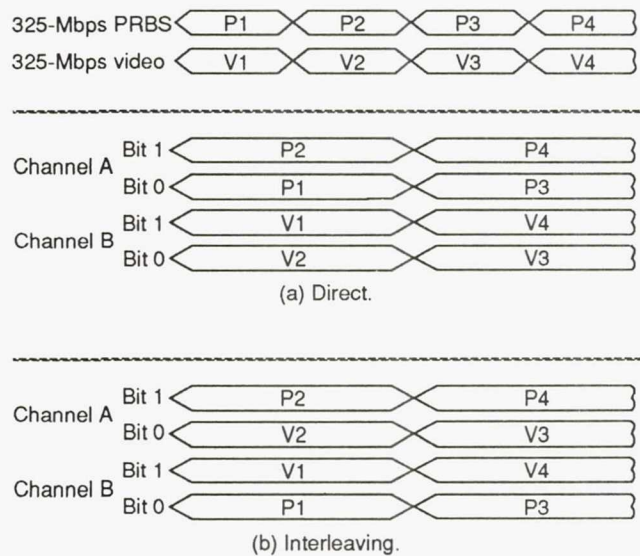 325-Mbps PRBS P1 P2 P3 P4
325-Mbps video V1 V2 V3 V4
Channel A
Bit 1 P2 P4
Bit 0 P1 P3
Channel B
Bit 1 V1 V4
Bit 0 V2 V3
(a) Direct.
Channel A
Bit 1 P2 P4
Bit 0 V2 V3
Channel B
Bit 1 V1 V4
Bit 0 P1 P3
(b) Interleaving.